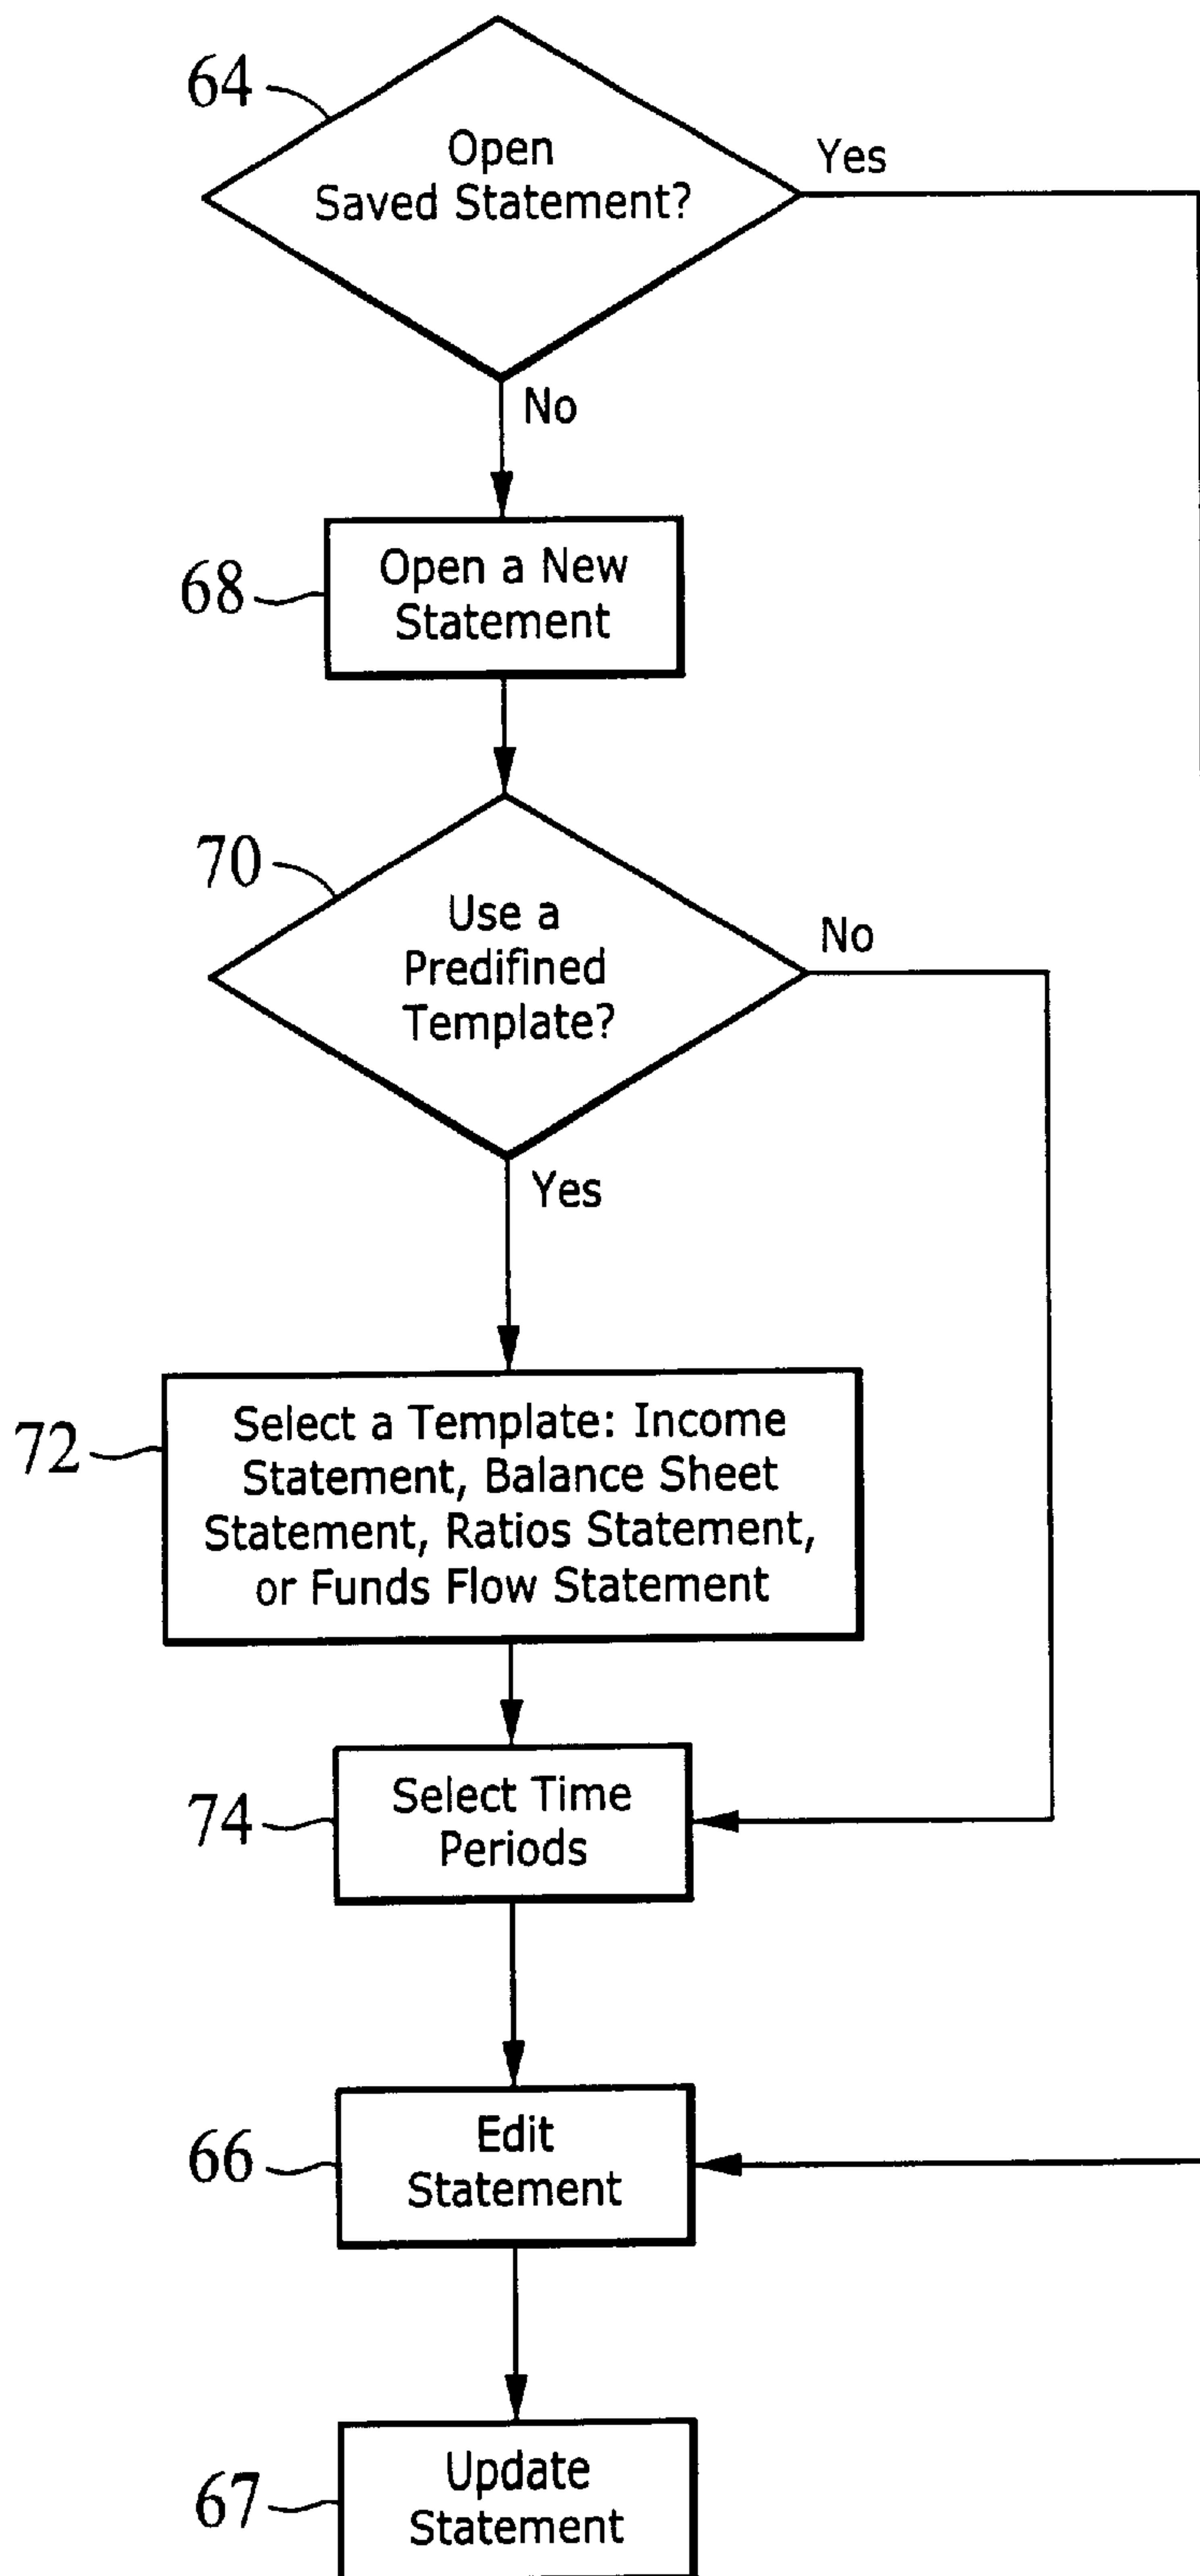 64
Open
Saved Statement?
Yes
No
68
Open a New
Statement
70
Use a
Predifined
Template?
No
Yes
72
Select a Template: Income
Statement, Balance Sheet
Statement, Ratios Statement,
or Funds Flow Statement
74
Select Time
Periods
66
Edit
Statement
67
Update
Statement